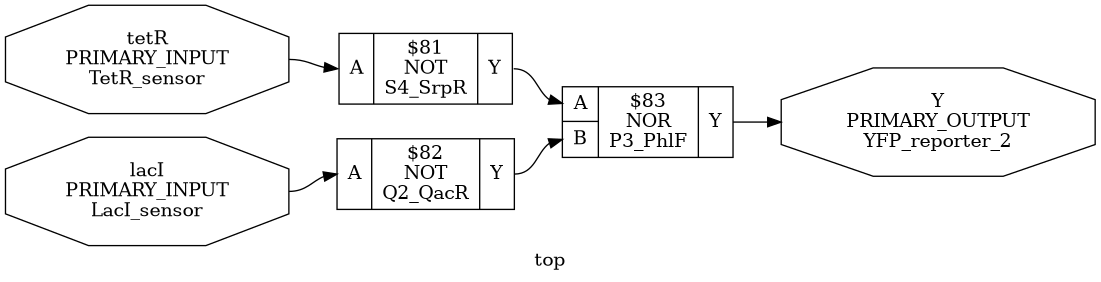 tetR
PRIMARY_INPUT
TetR_sensor
A
$81
NOT
S4_SrpR
Y
lacI
PRIMARY_INPUT
LacI_sensor
A
$82
NOT
Q2_QacR
Y
A
B
$83
NOR
P3_PhlF
Y
Y
PRIMARY_OUTPUT
YFP_reporter_2
top